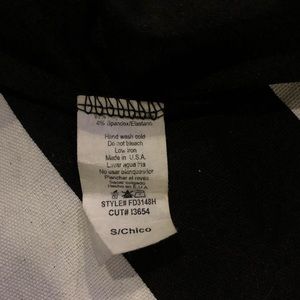 4% Spandex/Elastano
Hand wash cold
Do not bleach
Low iron
Made in U.S.A.
Lavar agua fria
No usar blanqueador
Planchar al reves
E.U.A
STYLE# FD3148H
CUT# 13654
S/Chico